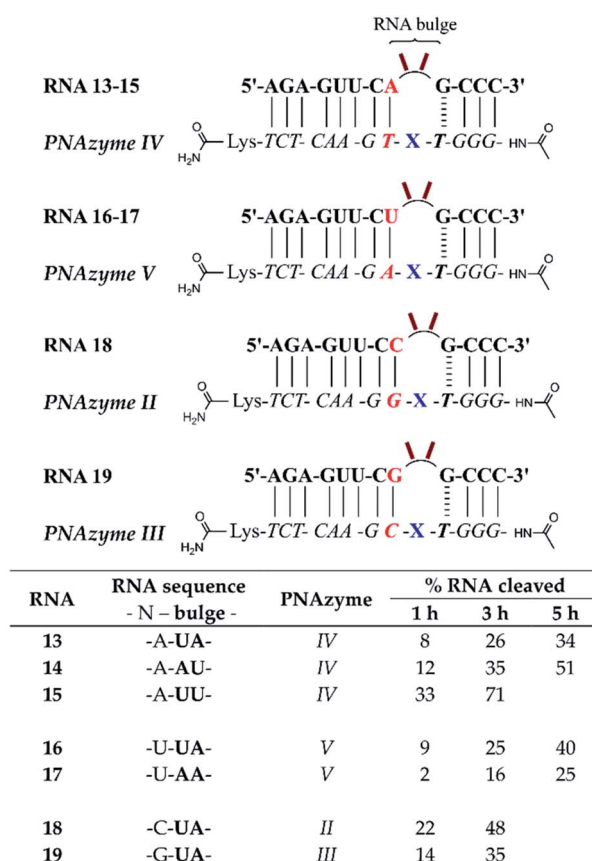 RNA bulge
RNA 13-15 5'-AGA-GUU-CA G-CCC-3'
PNAzyme IV H₂N O Lys-TCT- CAA -G T- X -T-GGG- HN O
RNA 16-17 5'-AGA-GUU-CU G-CCC-3'
PNAzyme V H₂N O Lys-TCT- CAA -G A- X -T-GGG- HN O
RNA 18 5'-AGA-GUU-CC G-CCC-3'
PNAzyme II H₂N O Lys-TCT- CAA -G G -X -T-GGG- HN O
RNA 19 5'-AGA-GUU-CG G-CCC-3'
PNAzyme III H₂N O Lys-TCT- CAA -G C -X -T-GGG- HN O
RNA RNA sequence - N – bulge - PNAzyme % RNA cleaved
1 h 3 h 5 h
13 -A-UA- IV 8 26 34
14 -A-AU- IV 12 35 51
15 -A-UU- IV 33 71
16 -U-UA- V 9 25 40
17 -U-AA- V 2 16 25
18 -C-UA- II 22 48
19 -G-UA- III 14 35